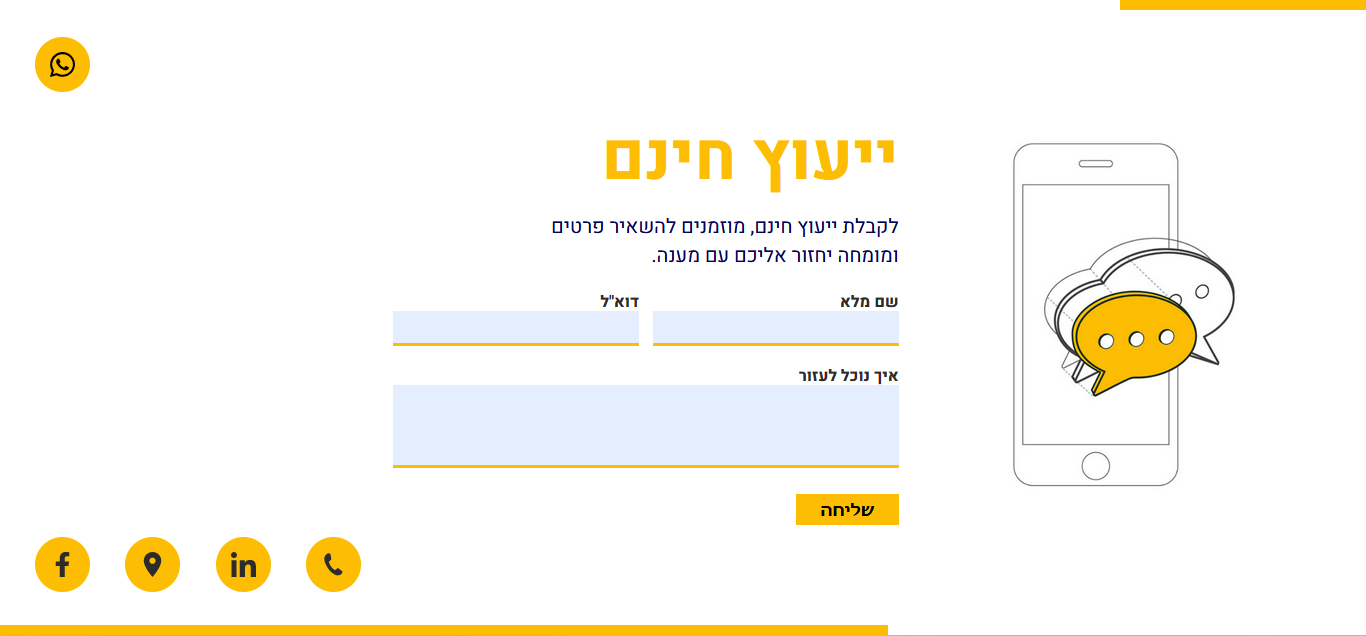 ייעוץ חינם
לקבלת ייעוץ חינם, מוזמנים להשאיר פרטים
ומומחה יחזור אליכם עם מענה.
שם מלא
דוא"ל
איך נוכל לעזור
שליחה